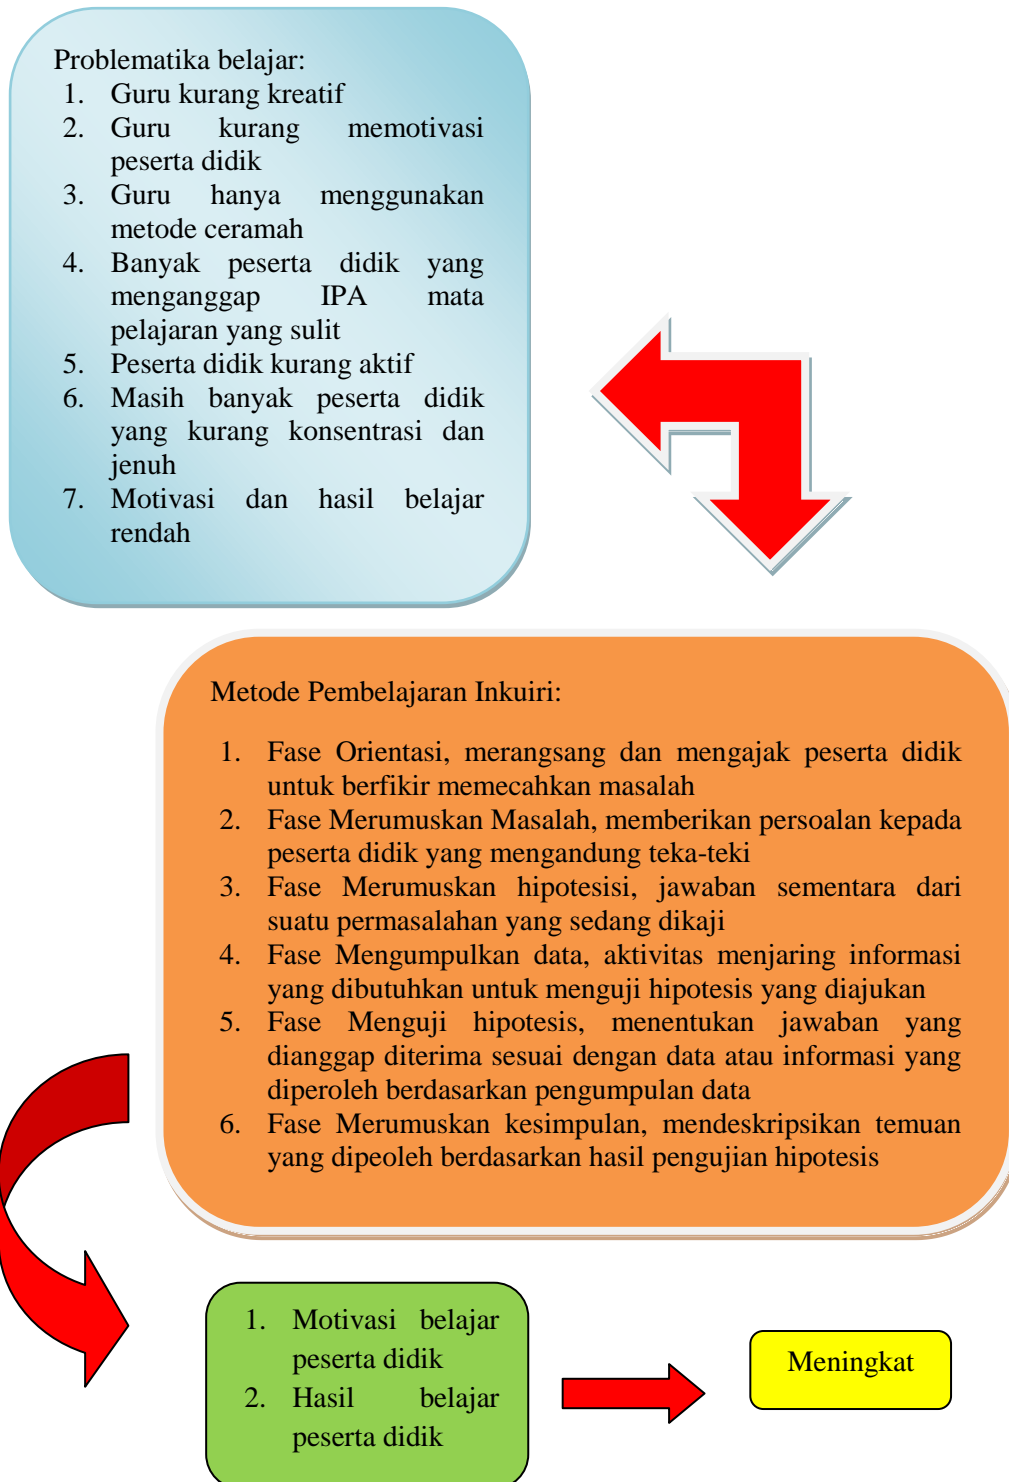 Problematika belajar:
1. Guru kurang kreatif
2. Guru kurang memotivasi
peserta didik
3. Guru hanya menggunakan
metode ceramah
4. Banyak peserta didik yang
menganggap IPA mata
pelajaran yang sulit
5. Peserta didik kurang aktif
6. Masih banyak peserta didik
yang kurang konsentrasi dan
jenuh
7. Motivasi dan hasil belajar
rendah
Metode Pembelajaran Inkuiri:
1. Fase Orientasi, merangsang dan mengajak peserta didik
untuk berfikir memecahkan masalah
2. Fase Merumuskan Masalah, memberikan persoalan kepada
peserta didik yang mengandung teka-teki
3. Fase Merumuskan hipotesisi, jawaban sementara dari
suatu permasalahan yang sedang dikaji
4. Fase Mengumpulkan data, aktivitas menjaring informasi
yang dibutuhkan untuk menguji hipotesis yang diajukan
5. Fase Menguji hipotesis, menentukan jawaban yang
dianggap diterima sesuai dengan data atau informasi yang
diperoleh berdasarkan pengumpulan data
6. Fase Merumuskan kesimpulan, mendeskripsikan temuan
yang dipeoleh berdasarkan hasil pengujian hipotesis
1. Motivasi belajar
peserta didik
2. Hasil belajar
peserta didik
Meningkat